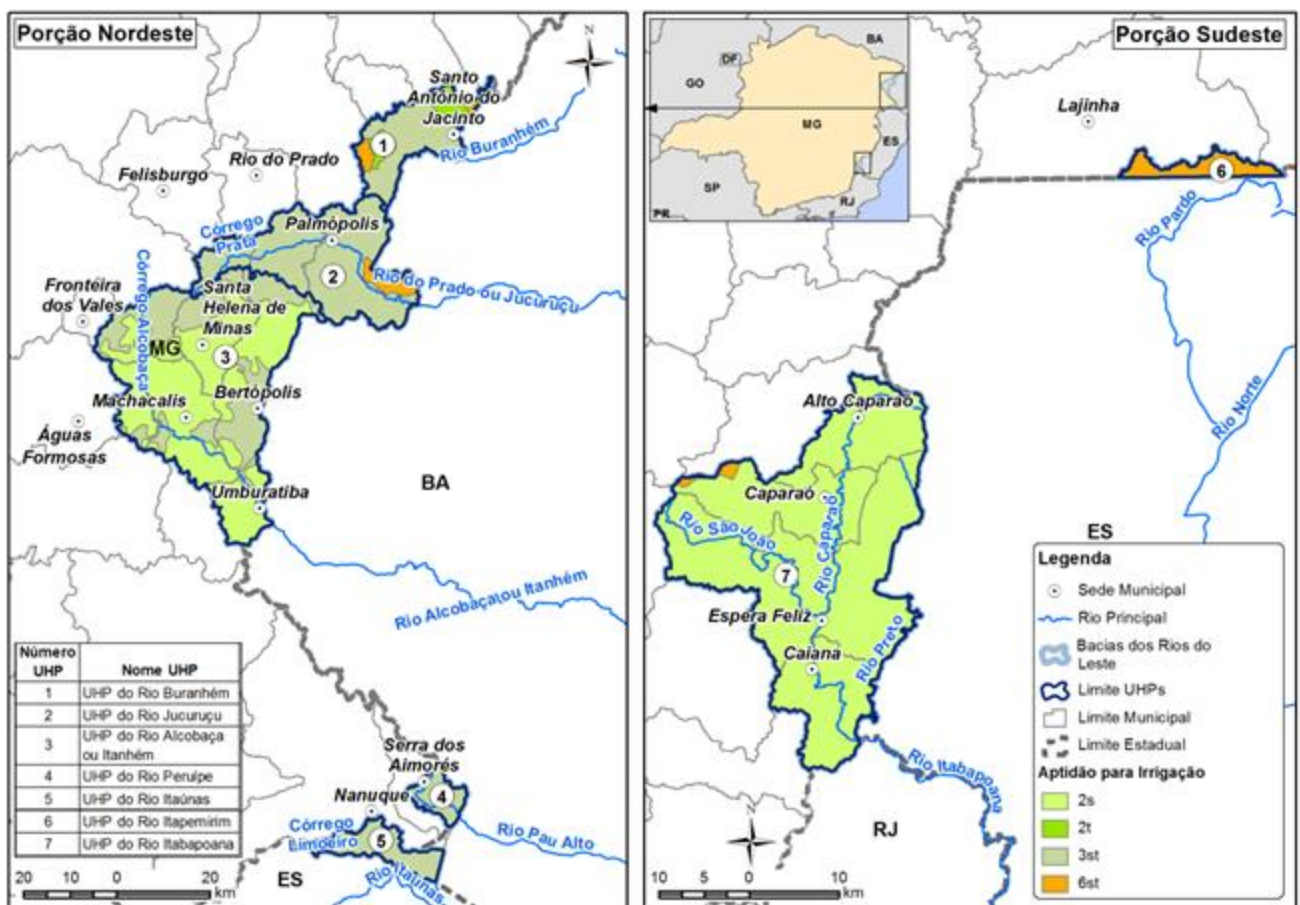 Porção Nordeste
N
Santo
Antônio do
Jacinto
1
Rio Buranhém
Rio do Prado
Felisburgo
Córrego
Prata
Palmópolis
2
Rio do Prado ou Jucuruçu
Fronteira
dos Vales
Córrego Alcobaça
Santa
Helena de
Minas
MG
3
Machacalis
Bertópolis
Águas
Formosas
Umburatiba
BA
Rio Alcobaça ou Itanhém
Número
UHP
Nome UHP
1 UHP do Rio Buranhém
2 UHP do Rio Jucuruçu
3 UHP do Rio Alcobaça
ou Itanhém
4 UHP do Rio Peruípe
5 UHP do Rio Itaúnas
6 UHP do Rio Itapemirim
7 UHP do Rio Itabapoana
Serra dos
Aimorés
4
Nanuque
Córrego
Limoeiro
5
Rio Pau Alto
Rio Itaúnas
ES
20 10 0 20
km
Porção Sudeste
BA
DF
GO
MG
ES
SP
RJ
PR
Lajinha
6
Rio Pardo
Rio Norte
Alto Caparaó
Caparaó
Rio São João
Rio Caparaó
7
Espera Feliz
Rio Preto
Caiana
Rio Itabapoana
ES
RJ
N
10 5 0 10
km
Legenda
Sede Municipal
Rio Principal
Bacias dos Rios do
Leste
Limite UHPs
Limite Municipal
Limite Estadual
Aptidão para Irrigação
2s
2t
3st
6st